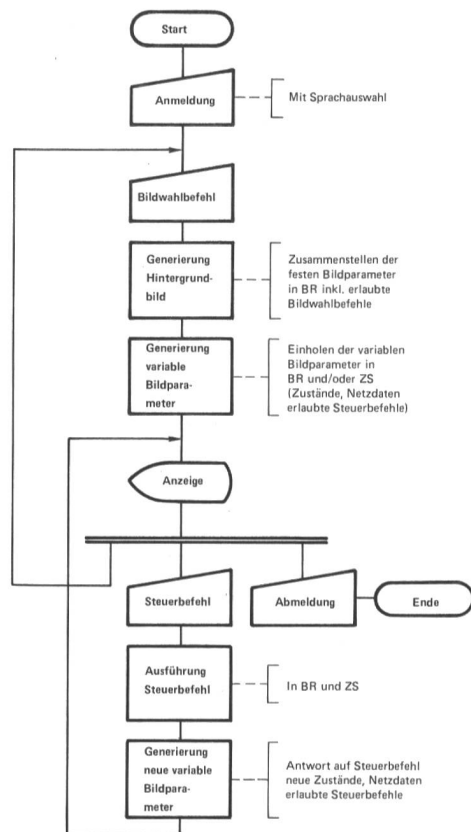 Start
Anmeldung
Mit Sprachauswahl
Bildwahlbefehl
Generierung
Hintergrund-
bild
Zusammenstellen der
festen Bildparameter
in BR inkl. erlaubte
Bildwahlbefehle
Generierung
variable
Bildpara-
meter
Einholen der variablen
Bildparameter in
BR und/oder ZS
(Zustände, Netzdaten
erlaubte Steuerbefehle)
Anzeige
Steuerbefehl
Abmeldung
Ende
Ausführung
Steuerbefehl
In BR und ZS
Generierung
neue variable
Bildpara-
meter
Antwort auf Steuerbefehl
neue Zustände, Netzdaten
erlaubte Steuerbefehle